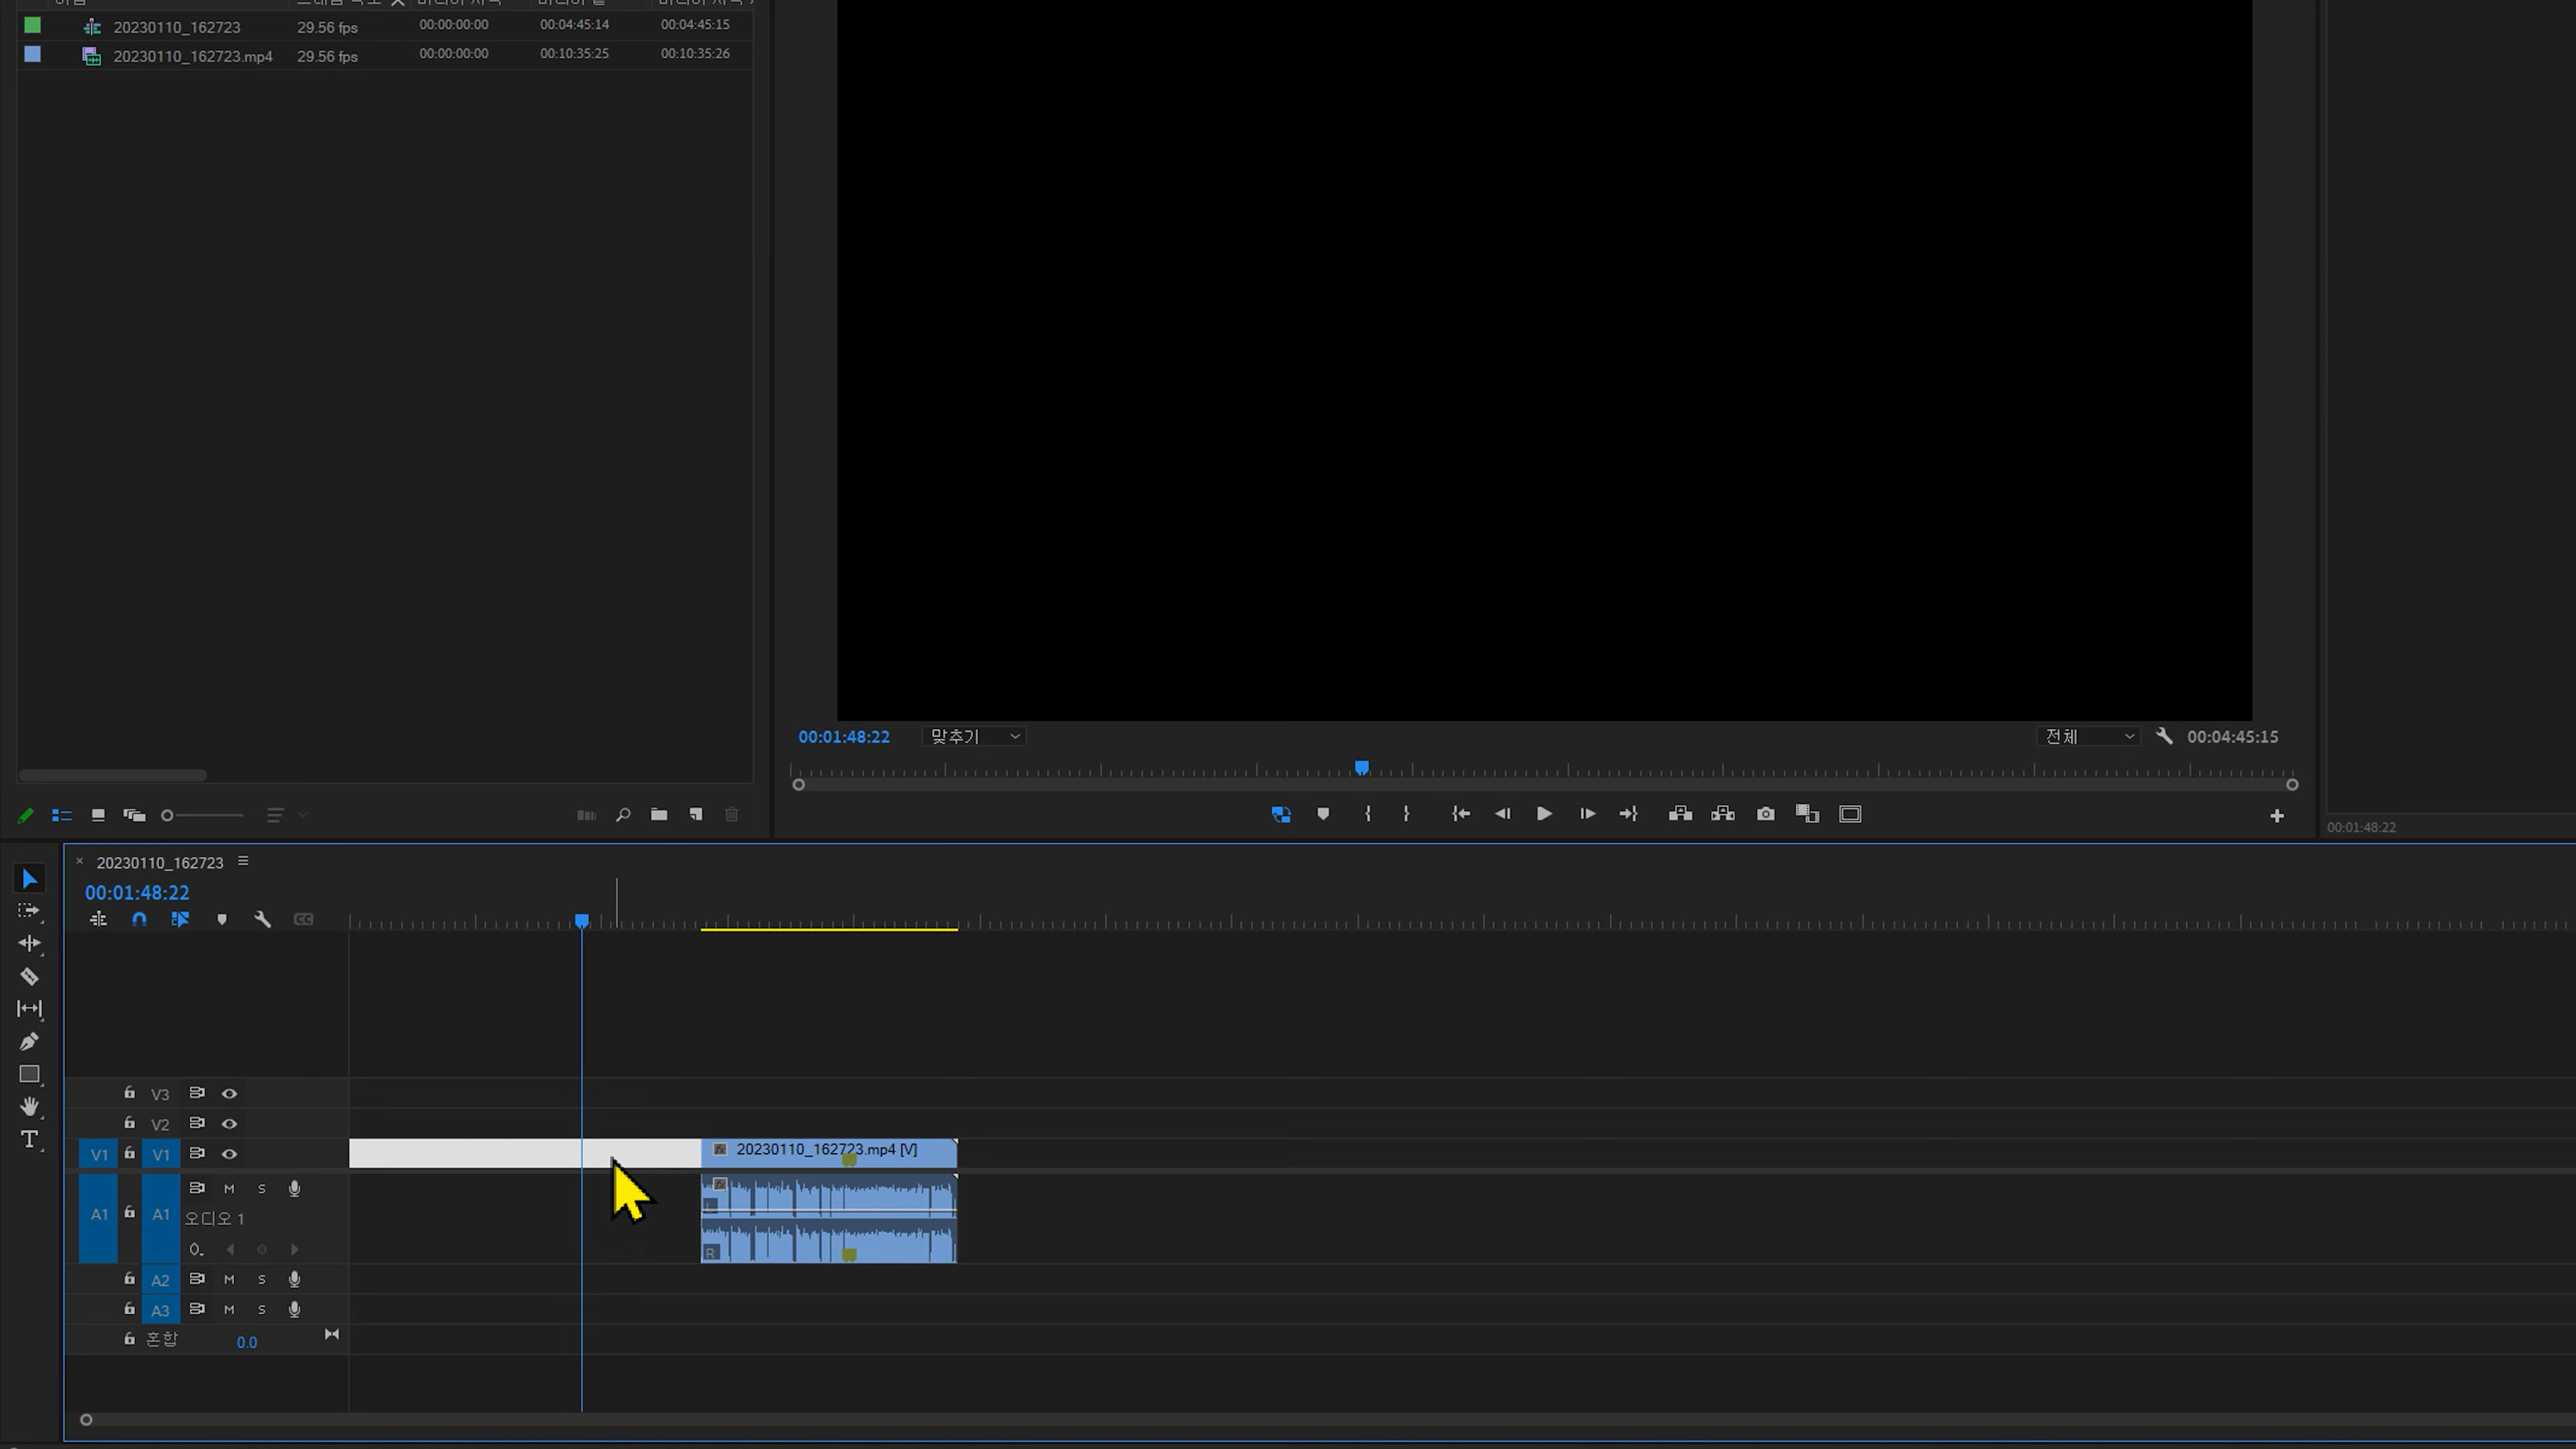 20230110_162723 29.56 fps 00:00:00:00 00:04:45:14 00:04:45:15
20230110_162723.mp4 29.56 fps 00:00:00:00 00:10:35:25 00:10:35:26
00:01:48:22 맞추기 전체 00:04:45:15
00:01:48:22
20230110_162723
00:01:48:22
CC
V3
V2
V1 V1 20230110_162723.mp4 [V]
fx
A1 A1 M S
오디오 1
L
R
A2 M S
A3 M S
혼합 0.0